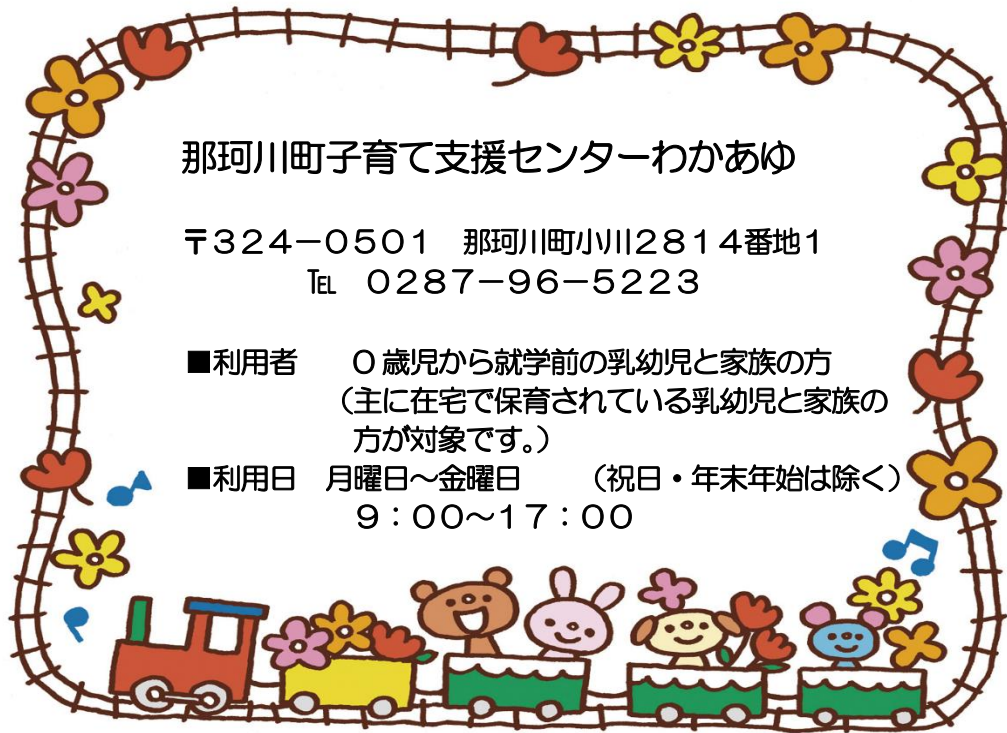 那珂川町子育て支援センターわかあゆ
〒324-0501　那珂川町小川2814番地1
℡　0287-96-5223
■利用者　0歳児から就学前の乳幼児と家族の方
（主に在宅で保育されている乳幼児と家族の
方が対象です。）
■利用日　月曜日～金曜日　（祝日・年末年始は除く）
9：00～17：00